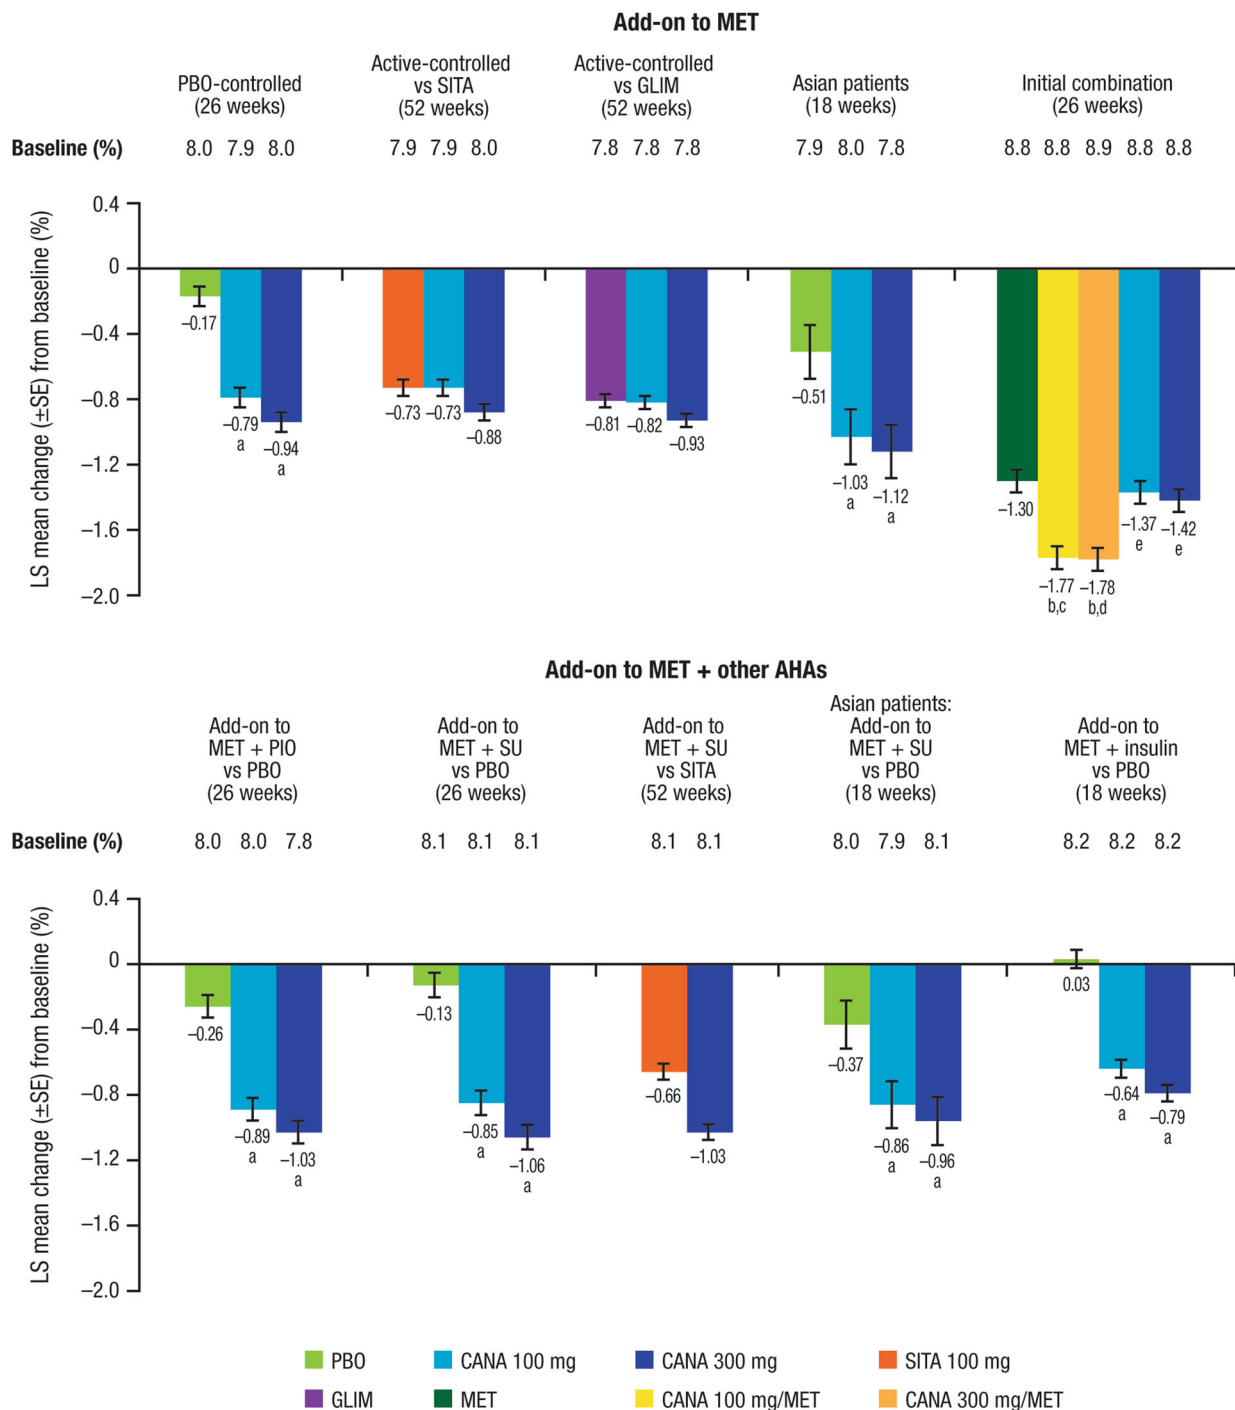 Add-on to MET
PBO-controlled
(26 weeks)
Active-controlled
vs SITA
(52 weeks)
Active-controlled
vs GLIM
(52 weeks)
Asian patients
(18 weeks)
Initial combination
(26 weeks)
Baseline (%) 8.0 7.9 8.0 7.9 7.9 8.0 7.8 7.8 7.8 7.9 8.0 7.8 8.8 8.8 8.9 8.8 8.8
LS mean change (±SE) from baseline (%)
0.4
0
−0.4
−0.8
−1.2
−1.6
−2.0
−0.17
−0.79
a
−0.94
a
−0.73
−0.73
−0.88
−0.81
−0.82
−0.93
−0.51
−1.03
a
−1.12
a
−1.30
−1.77
b,c
−1.78
b,d
−1.37
e
−1.42
e
Add-on to MET + other AHAs
Add-on to
MET + PIO
vs PBO
(26 weeks)
Add-on to
MET + SU
vs PBO
(26 weeks)
Add-on to
MET + SU
vs SITA
(52 weeks)
Asian patients:
Add-on to
MET + SU
vs PBO
(18 weeks)
Add-on to
MET + insulin
vs PBO
(18 weeks)
Baseline (%) 8.0 8.0 7.8 8.1 8.1 8.1 8.1 8.1 8.0 7.9 8.1 8.2 8.2 8.2
LS mean change (±SE) from baseline (%)
0.4
0
−0.4
−0.8
−1.2
−1.6
−2.0
−0.26
−0.89
a
−1.03
a
−0.13
−0.85
a
−1.06
a
−0.66
−1.03
−0.37
−0.86
a
−0.96
a
0.03
−0.64
a
−0.79
a
PBO CANA 100 mg CANA 300 mg SITA 100 mg
GLIM MET CANA 100 mg/MET CANA 300 mg/MET